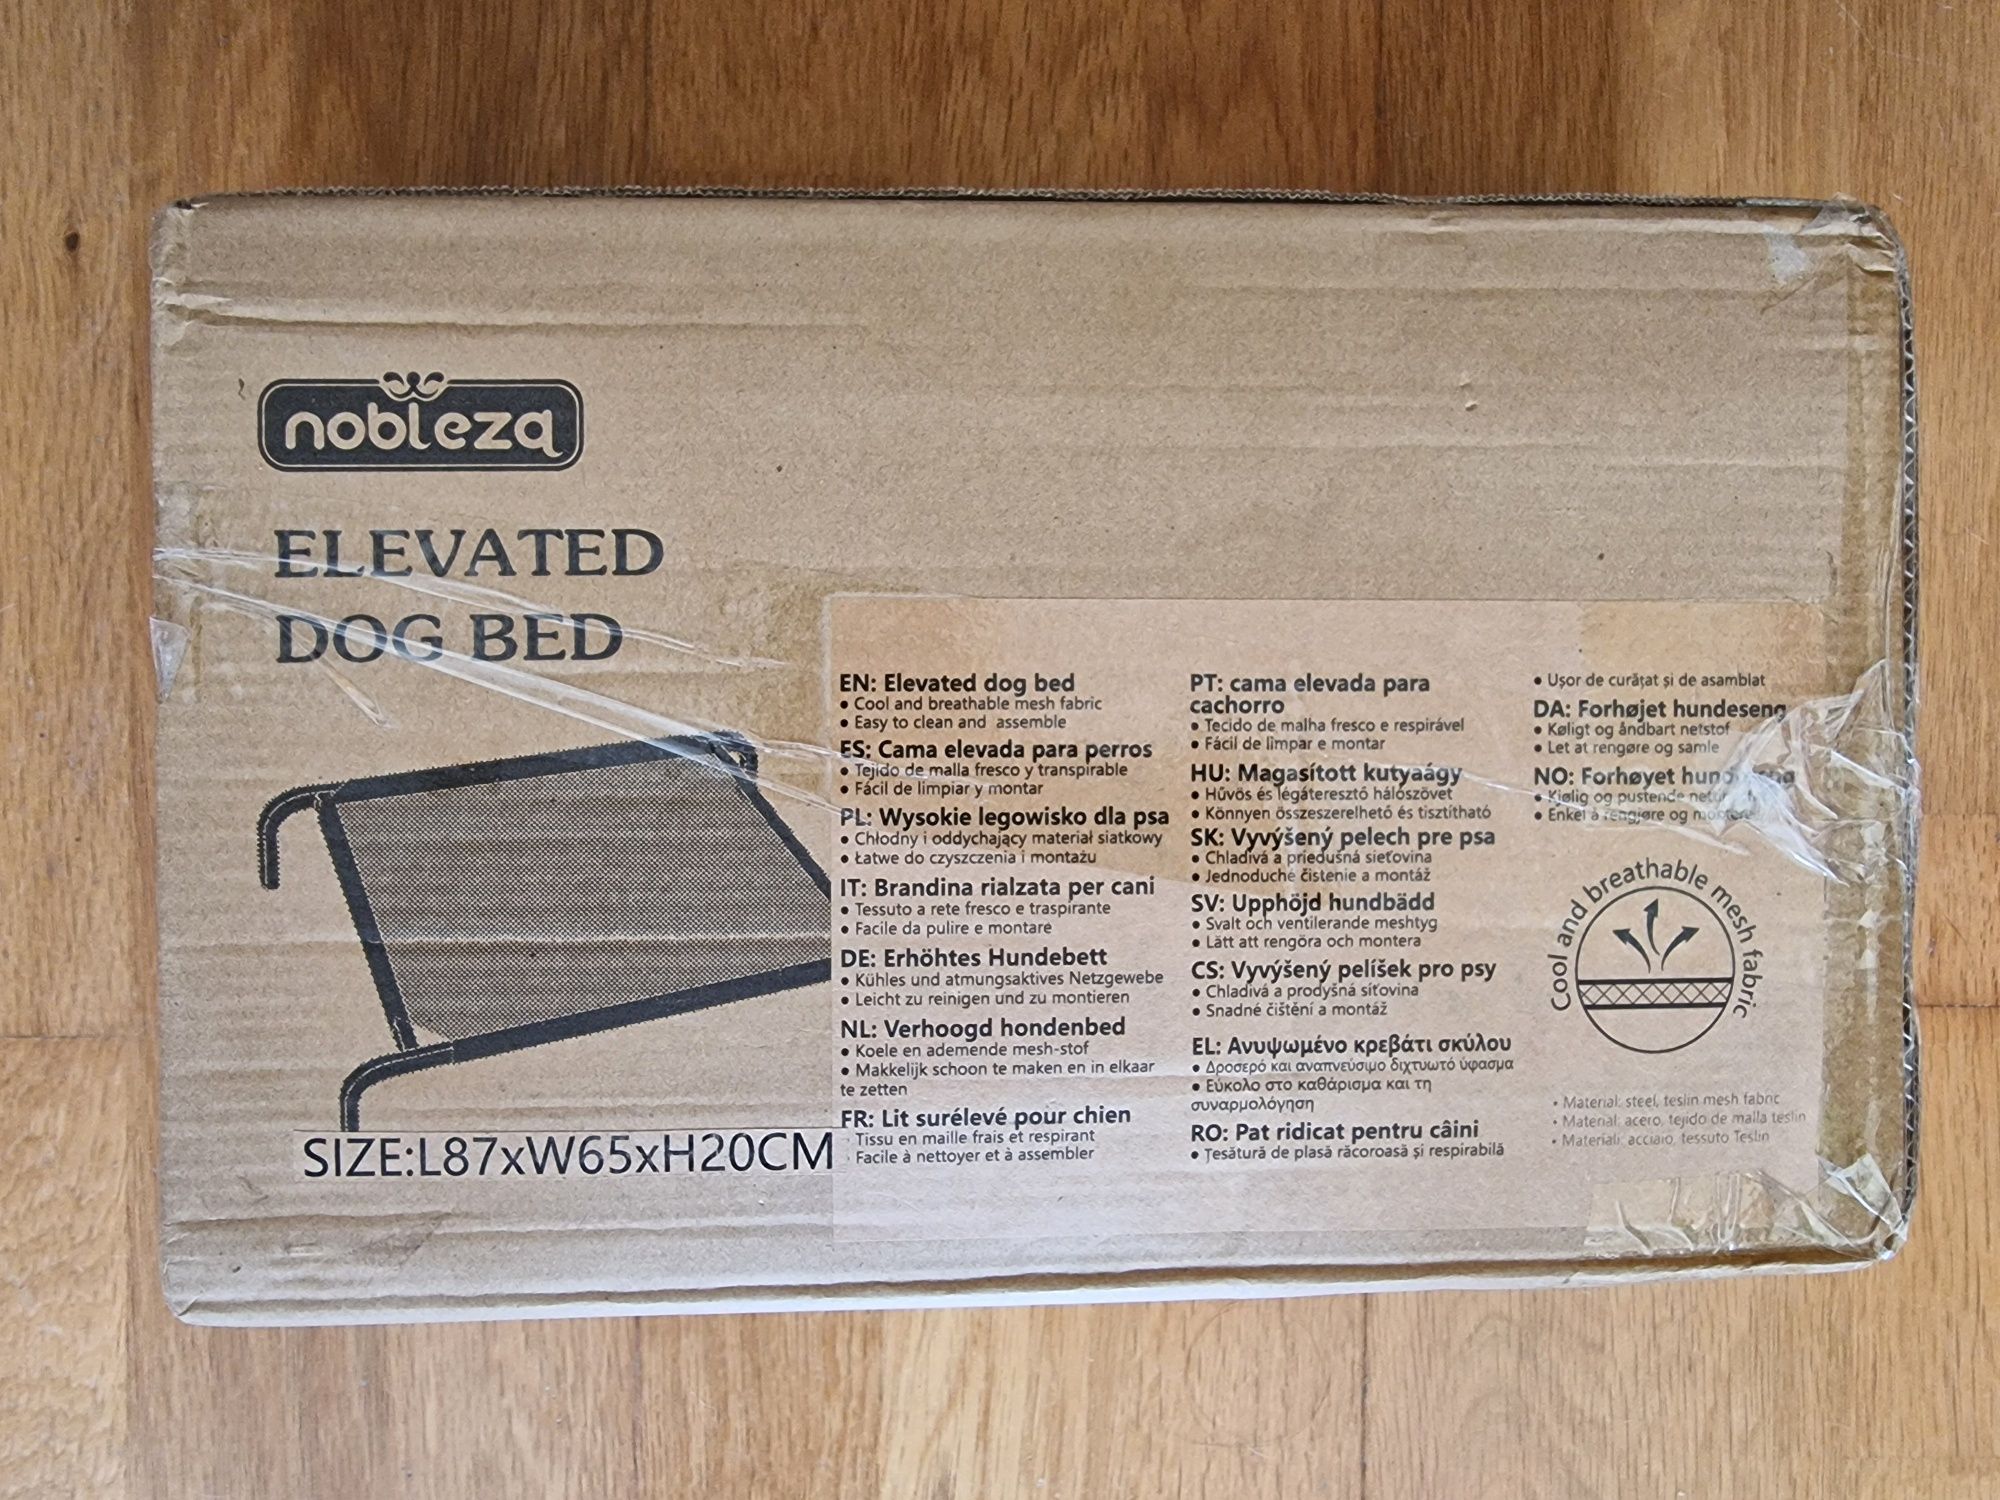 nobleza
ELEVATED
DOG BED
SIZE:L87xW65xH20CM
EN: Elevated dog bed
• Cool and breathable mesh fabric
• Easy to clean and assemble
ES: Cama elevada para perros
• Tejido de malla fresco y transpirable
• Fácil de limpiar y montar
PL: Wysokie legowisko dla psa
• Chłodny i oddychający materiał siatkowy
• Łatwe do czyszczenia i montażu
IT: Brandina rialzata per cani
• Tessuto a rete fresco e traspirante
• Facile da pulire e montare
DE: Erhöhtes Hundebett
• Kühles und atmungsaktives Netzgewebe
• Leicht zu reinigen und zu montieren
NL: Verhoogd hondenbed
• Koele en ademende mesh-stof
• Makkelijk schoon te maken en in elkaar
te zetten
FR: Lit surélevé pour chien
· Tissu en maille frais et respirant
· Facile à nettoyer et à assembler
PT: cama elevada para
cachorro
• Tecido de malha fresco e respirável
• Fácil de limpar e montar
HU: Magasított kutyaágy
• Hűvös és légáteresztő hálószövet
• Könnyen összeszerelhető és tisztítható
SK: Vyvýšený pelech pre psa
• Chladivá a priedušná sieťovina
• Jednoduché čistenie a montáž
SV: Upphöjd hundbädd
• Svalt och ventilerande meshtyg
• Lätt att rengöra och montera
CS: Vyvýšený pelíšek pro psy
• Chladivá a prodyšná síťovina
• Snadné čištění a montáž
EL: Ανυψωμένο κρεβάτι σκύλου
• Δροσερό και αναπνεύσιμο διχτυωτό ύφασμα
• Εύκολο στο καθάρισμα και τη
συναρμολόγηση
RO: Pat ridicat pentru câini
• Țesătură de plasă răcoroasă și respirabilă
• Ușor de curățat și de asamblat
DA: Forhøjet hundeseng
• Køligt og åndbart netstof
• Let at rengøre og samle
NO: Forhøyet
• Kjølig og pustende
• Enkel å rengjøre og
Cool and breathable mesh fabric
• Material: steel, teslin mesh fabric
• Material: acero, tejido de malla teslin
• Materiali: acciaio, tessuto Teslin